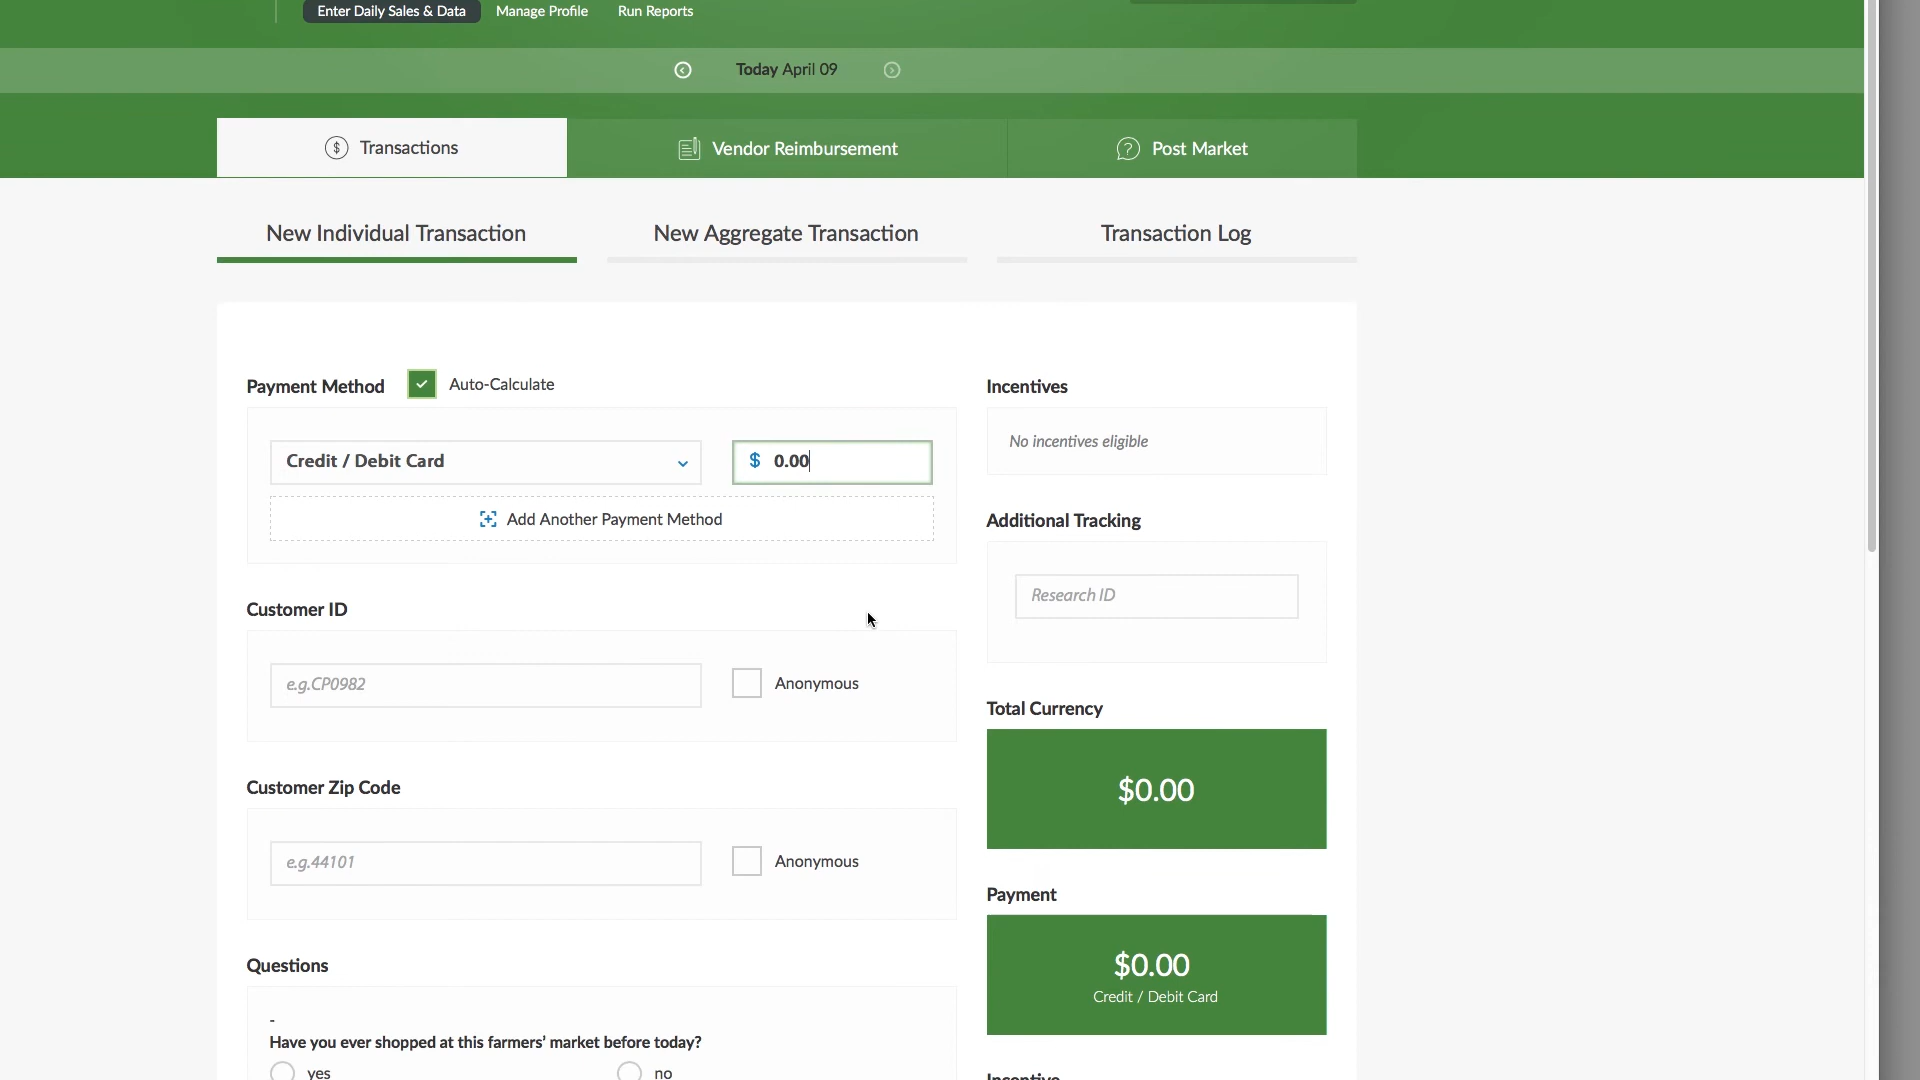 Enter Daily Sales & Data
Manage Profile
Run Reports
Today April 09
Transactions
Vendor Reimbursement
Post Market
New Individual Transaction
New Aggregate Transaction
Transaction Log
Payment Method
Auto-Calculate
Credit / Debit Card
$ 0.00
Add Another Payment Method
Customer ID
e.g.CP0982
Anonymous
Customer Zip Code
e.g.44101
Anonymous
Questions
-
Have you ever shopped at this farmers’ market before today?
yes
no
Incentives
No incentives eligible
Additional Tracking
Research ID
Total Currency
$0.00
Payment
$0.00
Credit / Debit Card
Incentive